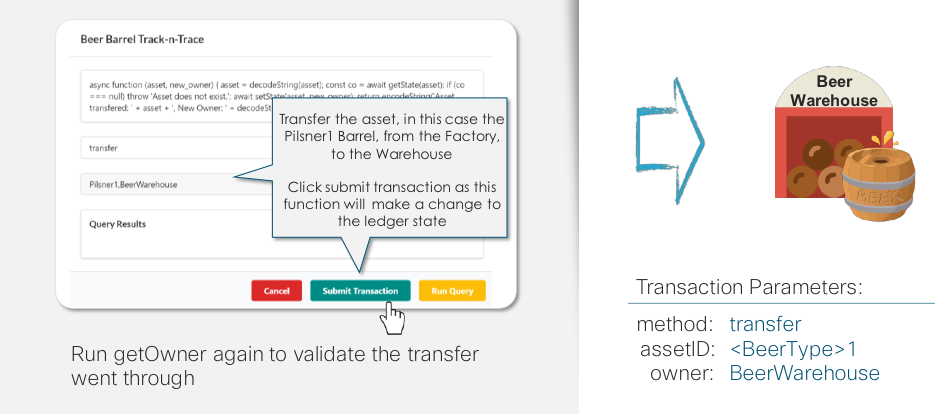 Beer Barrel Track-n-Trace
async function (asset, new_owner) { asset = decodeString(asset); const co = await getState(asset); if (co
=== null) throw 'Asset does not exist.'; await setState(asset, new_owner); return encodeString('Asset
transfered: ' + asset + ', New Owner: ' + decodeSt
transfer
Pilsner1,BeerWarehouse
Query Results
Transfer the asset, in this case the
Pilsner1 Barrel, from the Factory,
to the Warehouse
Click submit transaction as this
function will make a change to
the ledger state
Cancel
Submit Transaction
Run Query
Run getOwner again to validate the transfer
went through
Beer
Warehouse
BEER
Transaction Parameters:
method: transfer
assetID: <BeerType>1
owner: BeerWarehouse